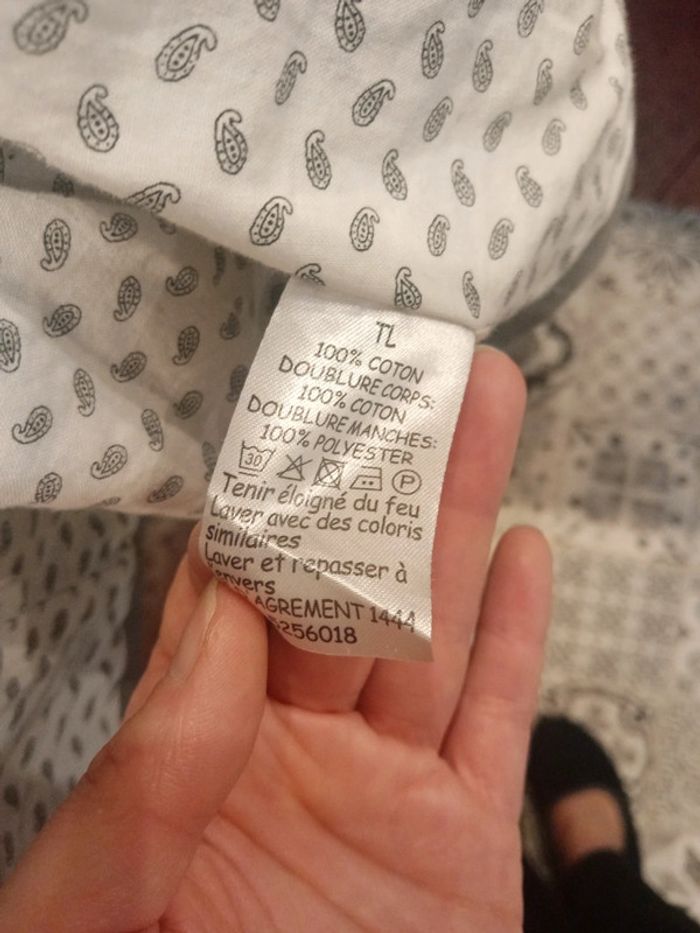 TL
100% COTON
DOUBLURE CORPS:
100% COTON
DOUBLURE MANCHES:
100% POLYESTER
30 P
Tenir éloigné du feu
Laver avec des coloris
similaires
Laver et repasser à
l'envers
AGREMENT 1444
256018